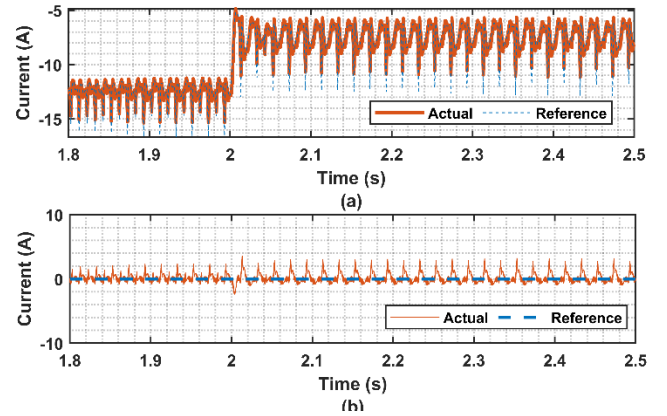 -5
-10
-15
Current (A)
Actual Reference
1.8 1.9 2 2.1 2.2 2.3 2.4 2.5
Time (s)
(a)
10
0
-10
Current (A)
Actual Reference
1.8 1.9 2 2.1 2.2 2.3 2.4 2.5
Time (s)
(b)